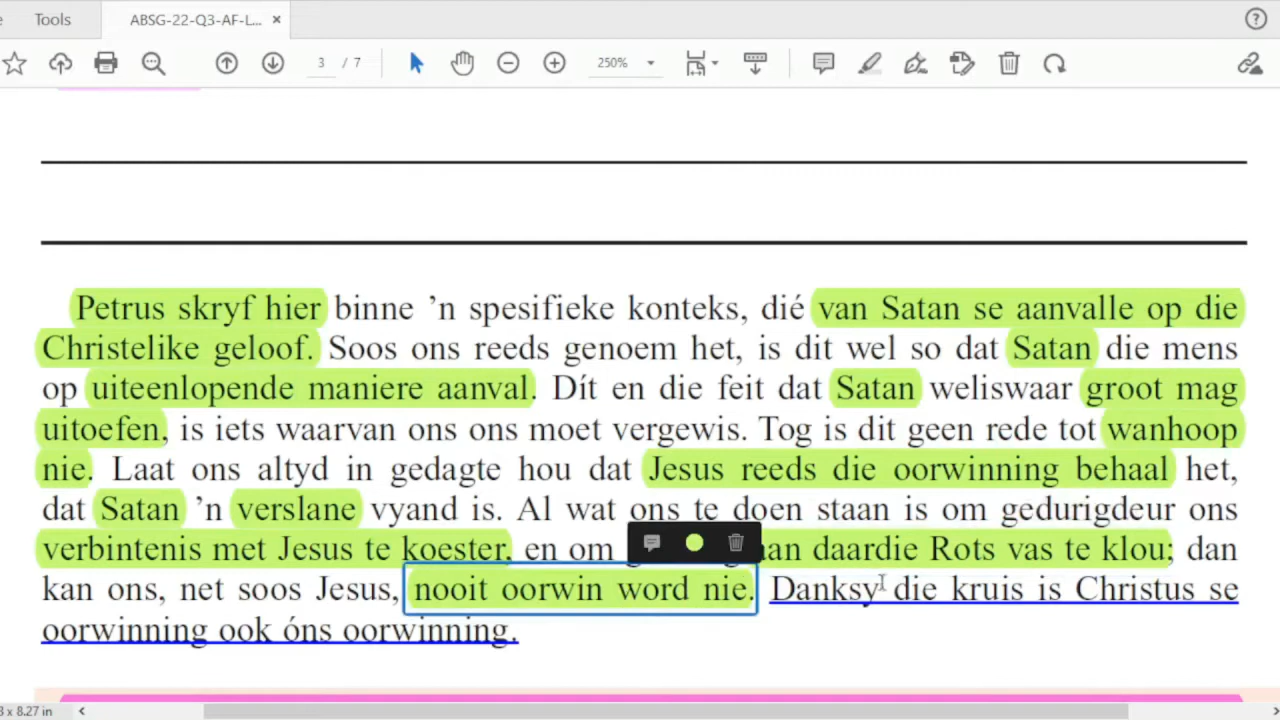 Tools
ABSG-22-Q3-AF-L... ×
3 / 7
250%
Petrus skryf hier binne ’n spesifieke konteks, dié van Satan se aanvalle op die
Christelike geloof. Soos ons reeds genoem het, is dit wel so dat Satan die mens
op uiteenlopende maniere aanval. Dít en die feit dat Satan weliswaar groot mag
uitoefen, is iets waarvan ons ons moet vergewis. Tog is dit geen rede tot wanhoop
nie. Laat ons altyd in gedagte hou dat Jesus reeds die oorwinning behaal het,
dat Satan ’n verslane vyand is. Al wat ons te doen staan is om gedurigdeur ons
verbintenis met Jesus te koester, en om aan daardie Rots vas te klou; dan
kan ons, net soos Jesus, nooit oorwin word nie. Danksy die kruis is Christus se
oorwinning ook óns oorwinning.
x 8.27 in